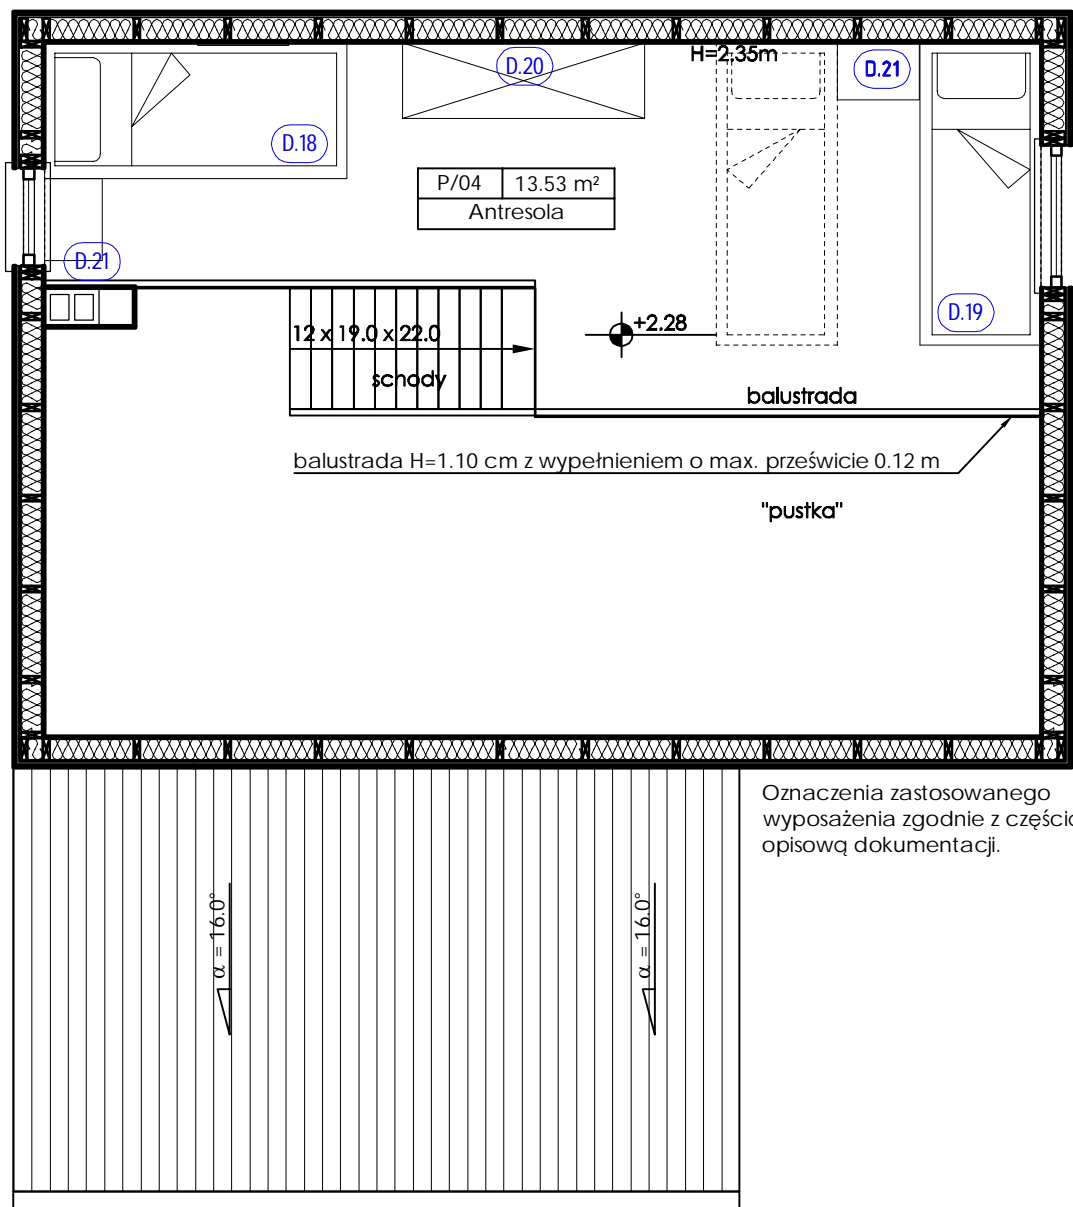 H=2.35m
D.20
D.21
D.18
P/04 13.53 m²
Antresola
D.21
D.19
+2.28
12 x 19.0 x 22.0
schody
balustrada
balustrada H=1.10 cm z wypełnieniem o max. prześwicie 0.12 m
"pustka"
Oznaczenia zastosowanego
wyposażenia zgodnie z
opisową dokumentacji.
α = 16.0°
α = 16.0°